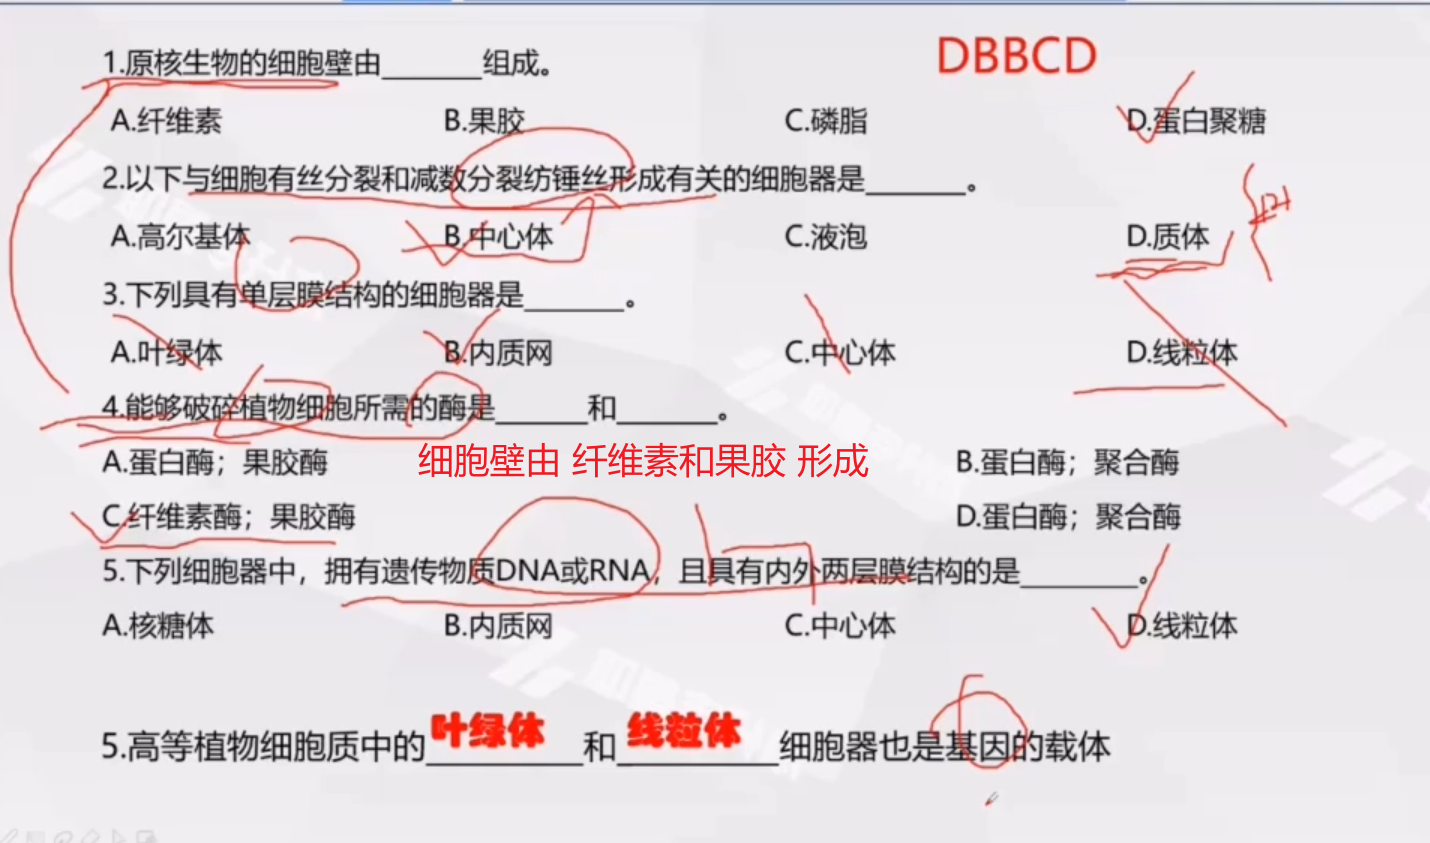 DBBCD
1.原核生物的细胞壁由_______组成。
A.纤维素 B.果胶 C.磷脂 D.蛋白聚糖
2.以下与细胞有丝分裂和减数分裂纺锤丝形成有关的细胞器是_______。
A.高尔基体 B.中心体 C.液泡 D.质体
3.下列具有单层膜结构的细胞器是_______。
A.叶绿体 B.内质网 C.中心体 D.线粒体
4.能够破碎植物细胞所需的酶是______和_______。
A.蛋白酶；果胶酶 B.蛋白酶；聚合酶
细胞壁由 纤维素和果胶 形成
C.纤维素酶；果胶酶 D.蛋白酶；聚合酶
5.下列细胞器中，拥有遗传物质DNA或RNA，且具有内外两层膜结构的是________。
A.核糖体 B.内质网 C.中心体 D.线粒体
5.高等植物细胞质中的叶绿体和线粒体细胞器也是基因的载体